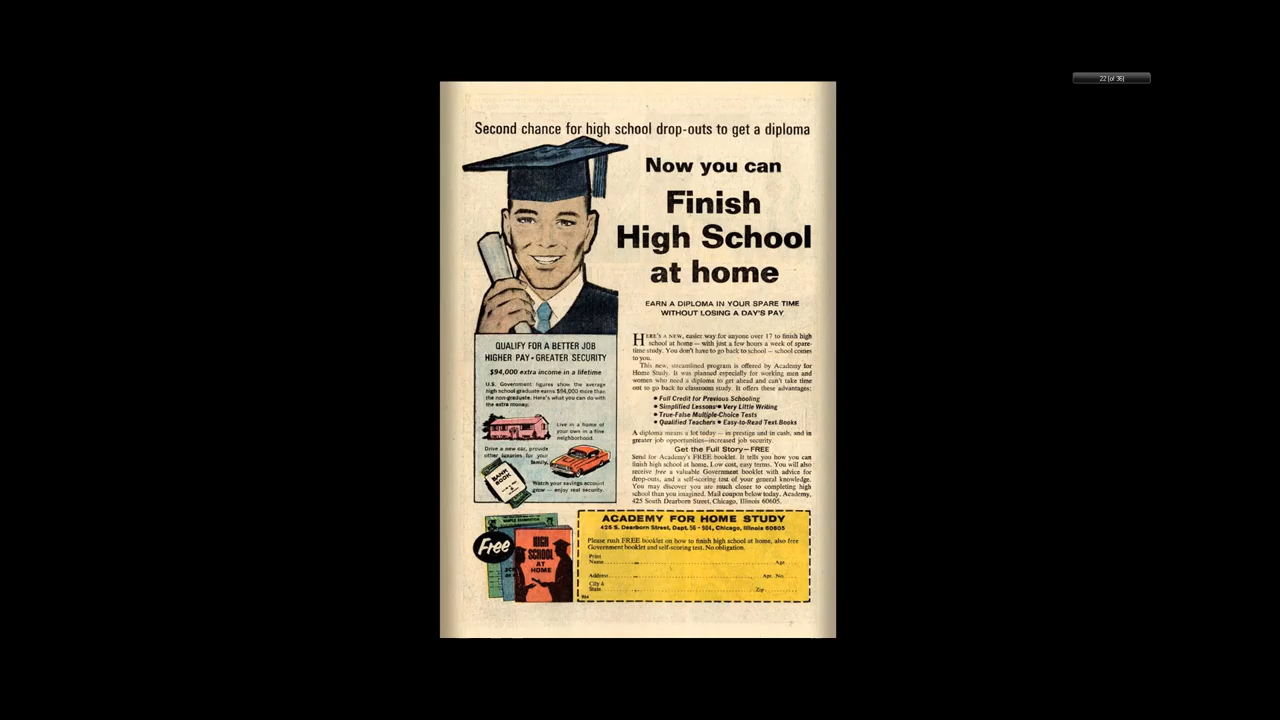 22 (of 36)
Second chance for high school drop-outs to get a diploma
Now you can
Finish
High School
at home
EARN A DIPLOMA IN YOUR SPARE TIME
WITHOUT LOSING A DAY'S PAY
QUALIFY FOR A BETTER JOB
HIGHER PAY • GREATER SECURITY
$94,000 extra income in a lifetime
U.S. Government figures show the average
high school graduate earns $94,000 more than
the non-graduate. Here's what you can do with
the extra money.
Live in a home of
your own in a fine
neighborhood.
Drive a new car, provide
other luxuries for your
family.
BANK
BOOK
Watch your savings account
grow — enjoy real security.
HERE'S A NEW, easier way for anyone over 17 to finish high
school at home — with just a few hours a week of spare-
time study. You don't have to go back to school — school comes
to you.
This new, streamlined program is offered by Academy for
Home Study. It was planned especially for working men and
women who need a diploma to get ahead and can't take time
out to go back to classroom study. It offers these advantages:
• Full Credit for Previous Schooling
• Simplified Lessons • Very Little Writing
• True-False Multiple-Choice Tests
• Qualified Teachers • Easy-to-Read Text Books
A diploma means a lot today — in prestige and in cash, and in
greater job opportunities—increased job security.
Get the Full Story—FREE
Send for Academy's FREE booklet. It tells you how you can
finish high school at home. Low cost, easy terms. You will also
receive free a valuable Government booklet with advice for
drop-outs, and a self-scoring test of your general knowledge.
You may discover you are much closer to completing high
school than you imagined. Mail coupon below today. Academy,
425 South Dearborn Street, Chicago, Illinois 60605.
Free
HIGH
SCHOOL
AT
HOME
ACADEMY FOR HOME STUDY
425 S. Dearborn Street, Dept. 56-504, Chicago, Illinois 60605
Please rush FREE booklet on how to finish high school at home, also free
Government booklet and self-scoring test. No obligation.
Print
Name Age
Address Apt. No.
City &
State Zip